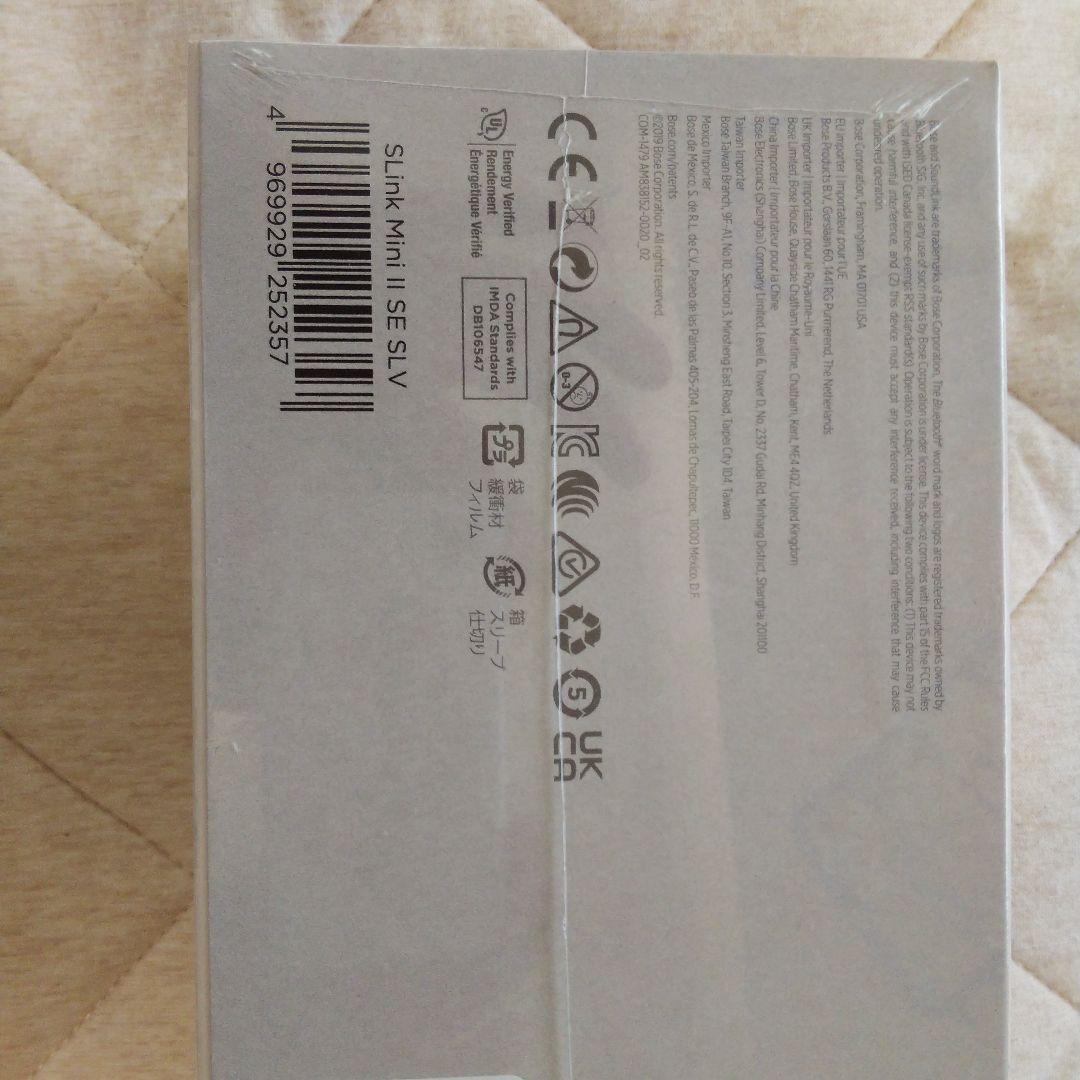 Bose and SoundLink are trademarks of Bose Corporation. The Bluetooth® word mark and logos are registered trademarks owned by
Bluetooth SIG, Inc. and any use of such marks by Bose Corporation is under license. This device complies with part 15 of the FCC Rules
and with ISED Canada license-exempt RSS standard(s). Operation is subject to the following two conditions: (1) This device may not
cause harmful interference, and (2) this device must accept any interference received, including interference that may cause
undesired operation.
Bose Corporation, Framingham, MA 01701 USA
EU Importer | Importateur pour l'UE
Bose Products B.V., Gorslaan 60, 1441 RG Purmerend, The Netherlands
UK Importer | Importateur pour le Royaume-Uni
Bose Limited, Bose House, Quayside Chatham Maritime, Chatham, Kent, ME4 4QZ, United Kingdom
China Importer | Importateur pour la Chine
Bose Electronics (Shanghai) Company Limited, Level 6, Tower D, No. 2337 Gudai Rd. Minhang District, Shanghai 201100
Taiwan Importer
Bose Taiwan Branch, 9F-A1, No.10, Section 3, Minsheng East Road, Taipei City 104, Taiwan
Mexico Importer
Bose de México, S. de R.L. de C.V., Paseo de las Palmas 405-204, Lomas de Chapultepec, 11000 México, D.F.
Bose.com/patents
©2019 Bose Corporation. All rights reserved.
COM-1479 AM838152-0020_02
CE 0-3 5 UK CA
UL Energy Verified
Rendement
Énergétique Vérifié
Complies with
IMDA Standards
DB106547
プラ 袋
緩衝材
フィルム
紙 箱
スリーブ
仕切り
SLink Mini II SE SLV
4 969929 252357